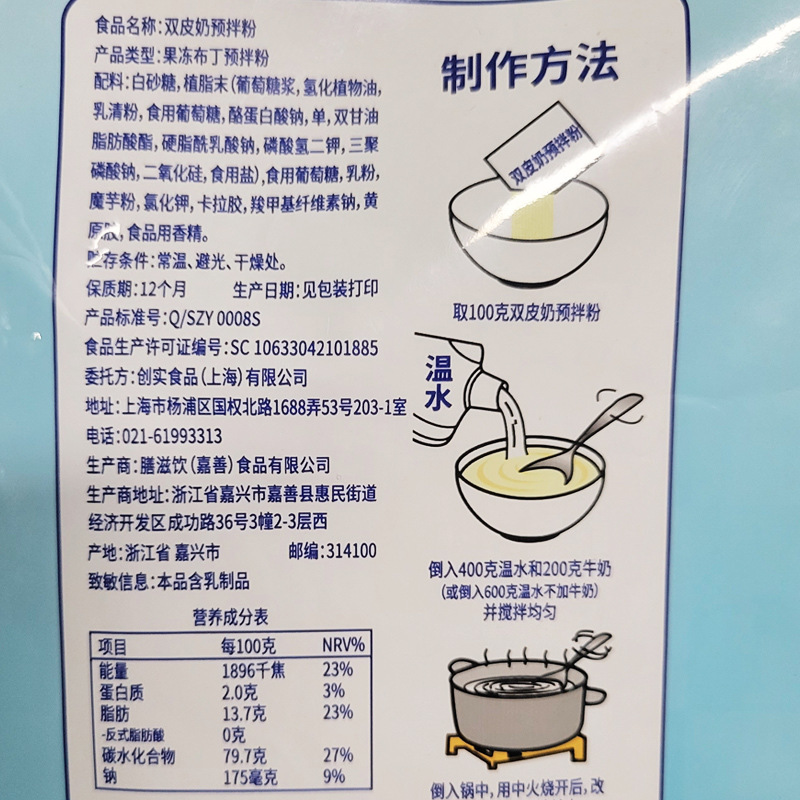 食品名称:双皮奶预拌粉
产品类型:果冻布丁预拌粉
配料:白砂糖,植脂末(葡萄糖浆,氢化植物油,
乳清粉,食用葡萄糖,酪蛋白酸钠,单,双甘油
脂肪酸酯,硬脂酰乳酸钠,磷酸氢二钾,三聚
磷酸钠,二氧化硅,食用盐),食用葡萄糖,乳粉,
魔芋粉,氯化钾,卡拉胶,羧甲基纤维素钠,黄
原胶,食品用香精。
贮存条件:常温、避光、干燥处。
保质期:12个月 生产日期:见包装打印
产品标准号:Q/SZY 0008S
食品生产许可证编号:SC 10633042101885
委托方:创实食品(上海)有限公司
地址:上海市杨浦区国权北路1688弄53号203-1室
电话:021-61993313
生产商:膳滋饮(嘉善)食品有限公司
生产商地址:浙江省嘉兴市嘉善县惠民街道
经济开发区成功路36号3幢2-3层西
产地:浙江省 嘉兴市 邮编:314100
致敏信息:本品含乳制品
营养成分表
项目 每100克 NRV%
能量 1896千焦 23%
蛋白质 2.0克 3%
脂肪 13.7克 23%
-反式脂肪酸 0克
碳水化合物 79.7克 27%
钠 175毫克 9%
制作方法
双皮奶预拌粉
取100克双皮奶预拌粉
温水
倒入400克温水和200克牛奶
(或倒入600克温水不加牛奶)
并搅拌均匀
倒入锅中,用中火烧开后,改